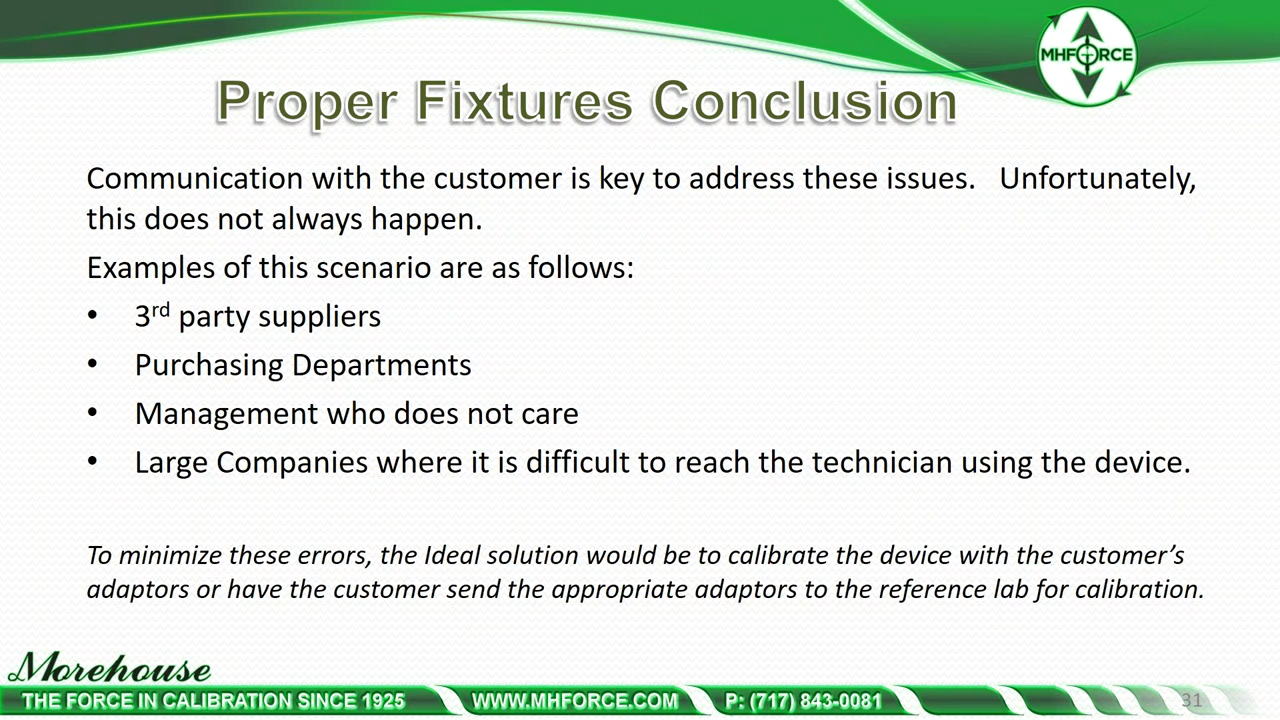 MHFORCE
Proper Fixtures Conclusion
Communication with the customer is key to address these issues.   Unfortunately,
this does not always happen.
Examples of this scenario are as follows:
• 3rd party suppliers
• Purchasing Departments
• Management who does not care
• Large Companies where it is difficult to reach the technician using the device.
To minimize these errors, the Ideal solution would be to calibrate the device with the customer’s
adaptors or have the customer send the appropriate adaptors to the reference lab for calibration.
Morehouse
THE FORCE IN CALIBRATION SINCE 1925 WWW.MHFORCE.COM P: (717) 843-0081 31